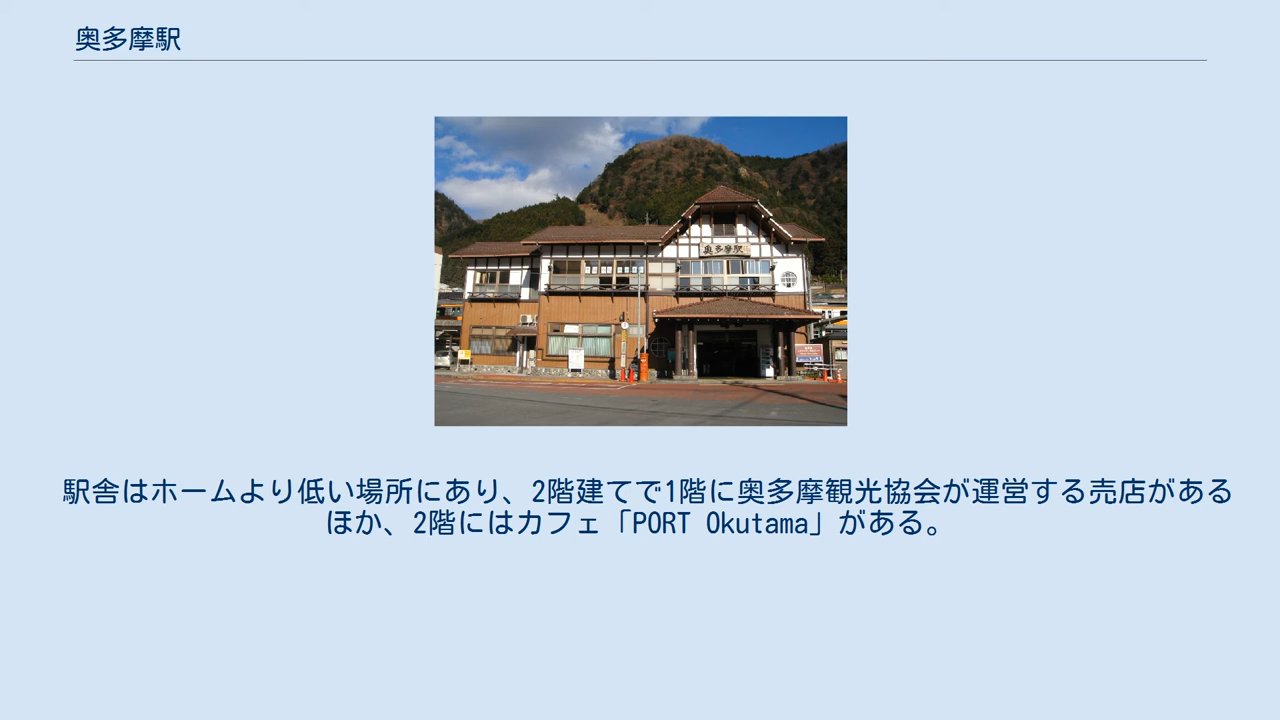 奥多摩駅
奥多摩駅
駅舎はホームより低い場所にあり、2階建てで1階に奥多摩観光協会が運営する売店がある
ほか、2階にはカフェ「PORT Okutama」がある。